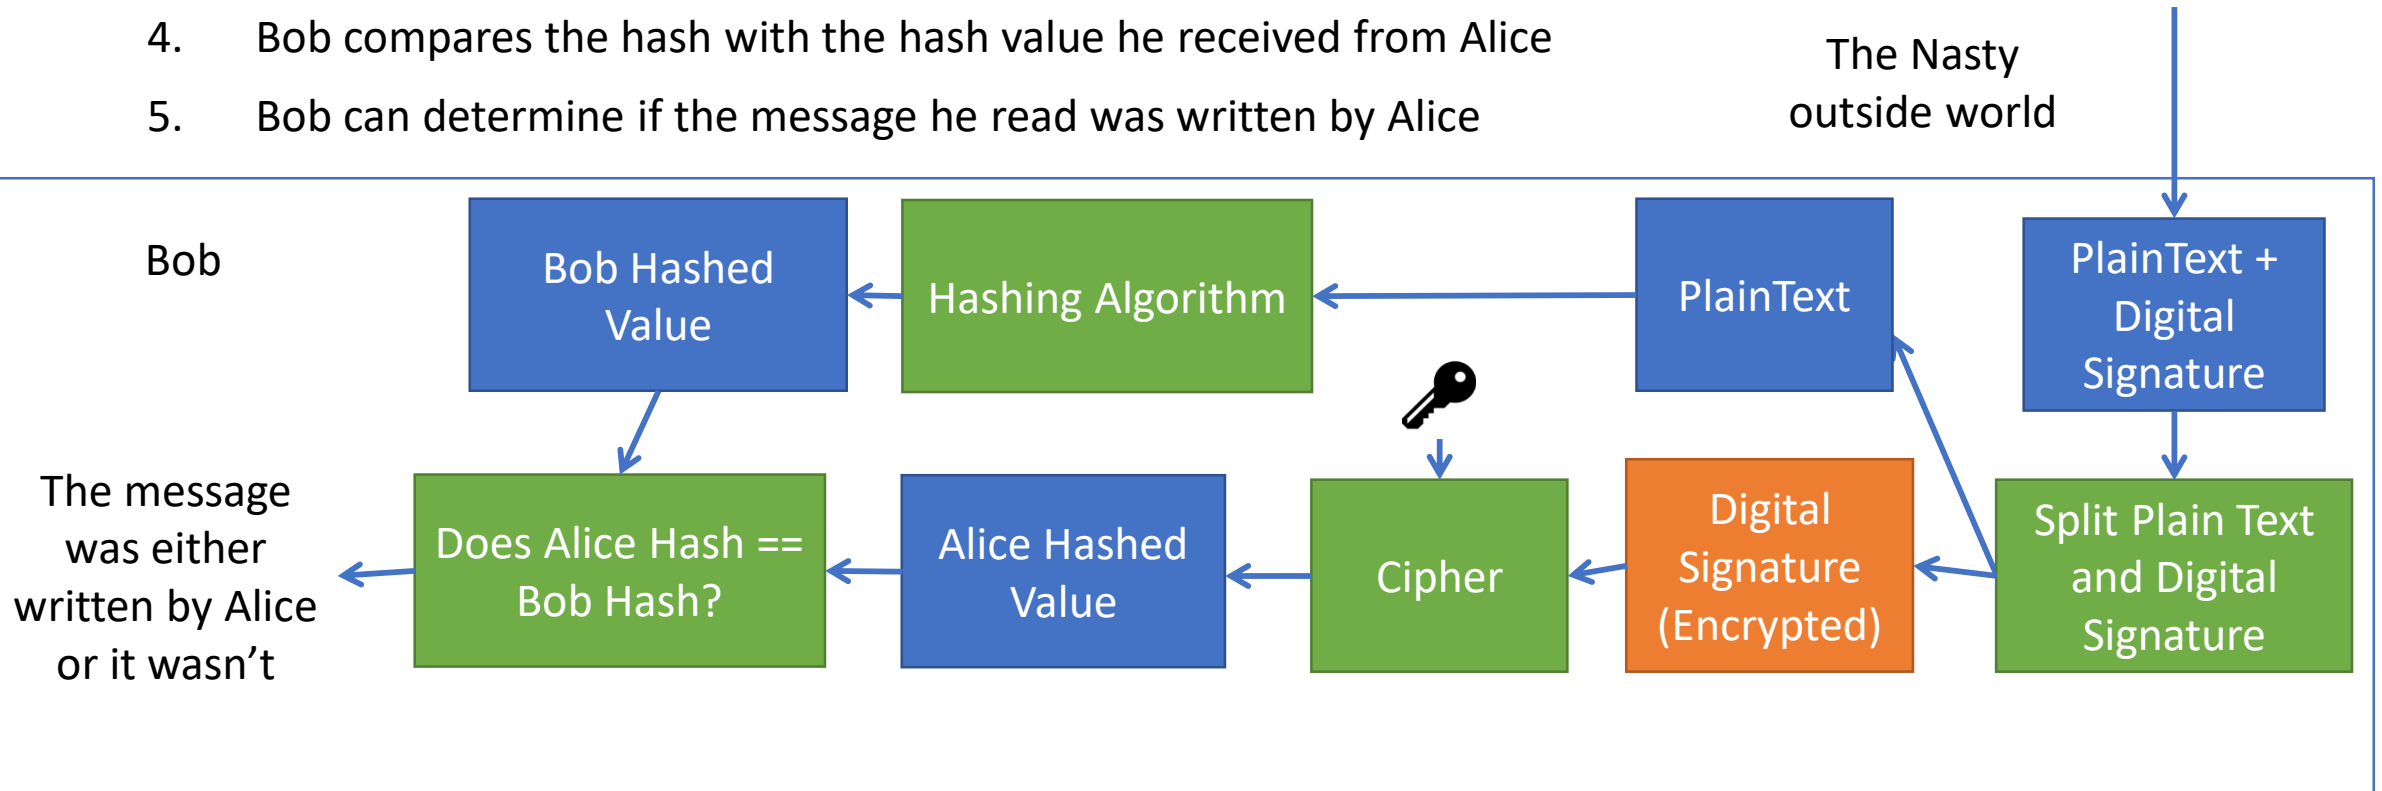 4. Bob compares the hash with the hash value he received from Alice
5. Bob can determine if the message he read was written by Alice
The Nasty
outside world
Bob
Bob Hashed
Value
Hashing Algorithm
PlainText
PlainText +
Digital
Signature
The message
was either
written by Alice
or it wasn’t
Does Alice Hash ==
Bob Hash?
Alice Hashed
Value
Cipher
Digital
Signature
(Encrypted)
Split Plain Text
and Digital
Signature